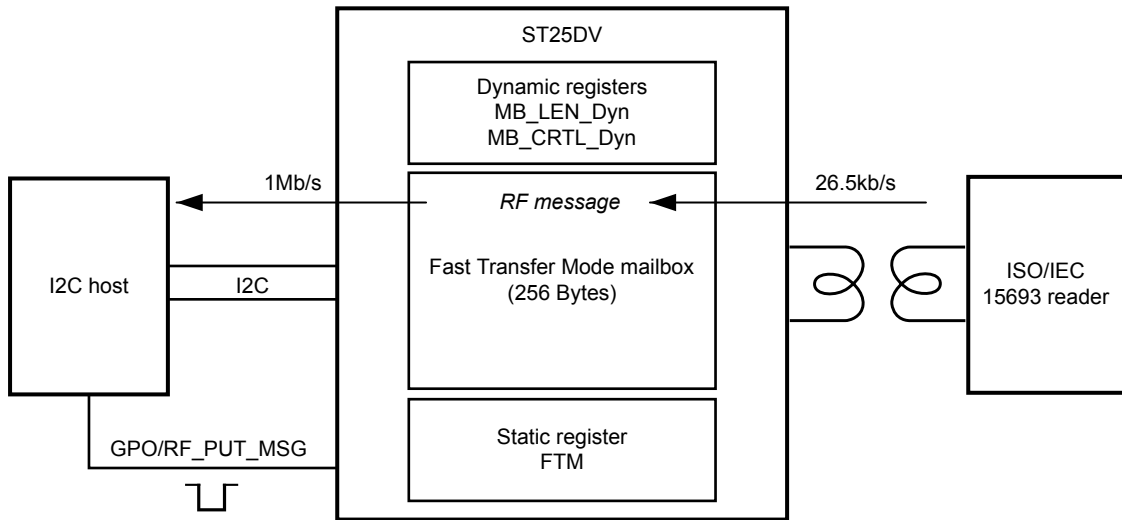 ST25DV
Dynamic registers
MB_LEN_Dyn
MB_CRTL_Dyn
1Mb/s
RF message
26.5kb/s
I2C host
I2C
Fast Transfer Mode mailbox
(256 Bytes)
ISO/IEC
15693 reader
GPO/RF_PUT_MSG
Static register
FTM